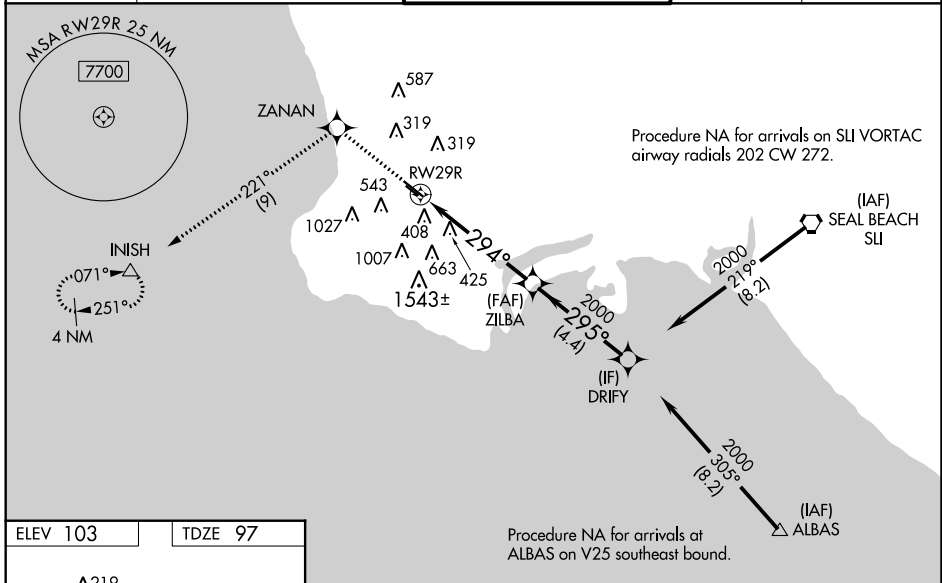 MSA RW29R 25 NM
7700
587
ZANAN
319
319
Procedure NA for arrivals on SLI VORTAC
airway radials 202 CW 272.
RW29R
543
(IAF)
SEAL BEACH
SLI
221°
(9)
1027
408
294°
2000
219°
(8.2)
INISH
1007
663
425
071°
251°
1543±
(FAF)
ZILBA
2000
295°
(4.4)
4 NM
(IF)
DRIFY
2000
305°
(8.2)
(IAF)
ALBAS
Procedure NA for arrivals at
ALBAS on V25 southeast bound.
ELEV 103
TDZE 97
219